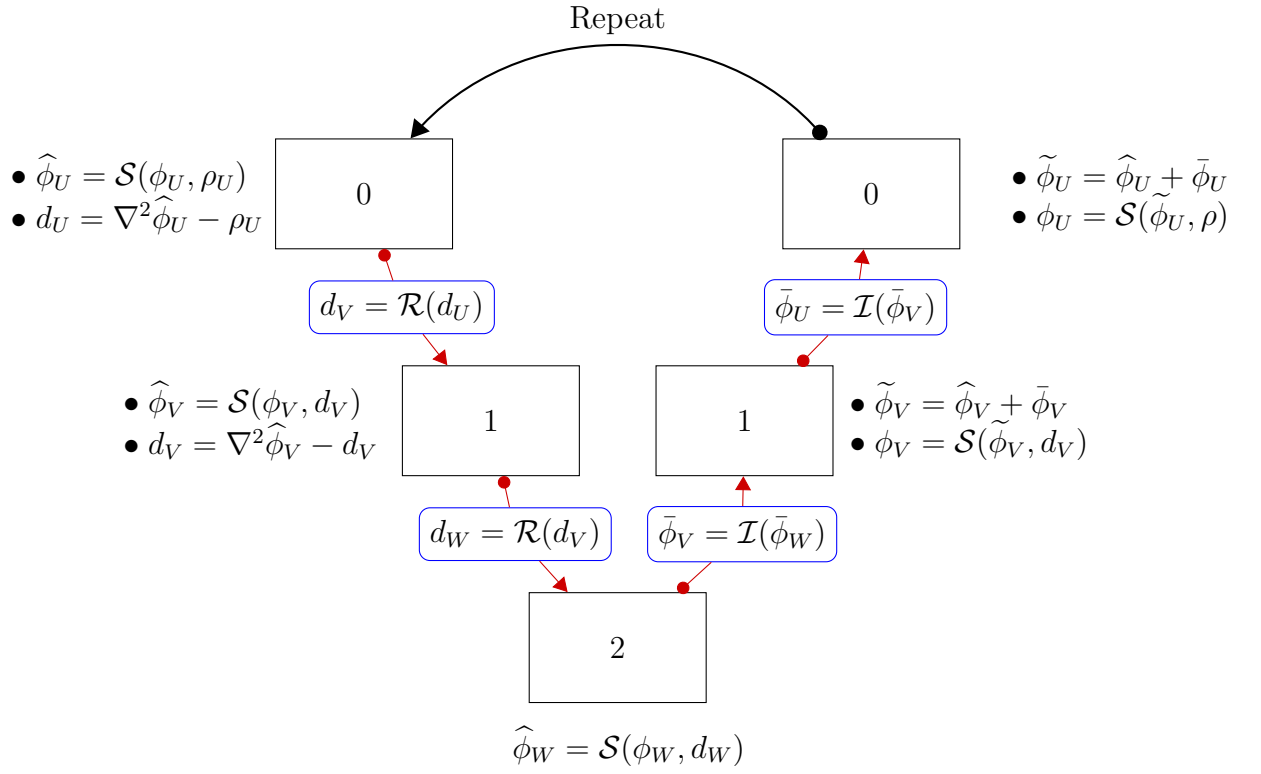 Repeat
• $\widehat{\phi}_U = \mathcal{S}(\phi_U, \rho_U)$
• $d_U = \nabla^2 \widehat{\phi}_U - \rho_U$
0
0
• $\widetilde{\phi}_U = \widehat{\phi}_U + \bar{\phi}_U$
• $\phi_U = \mathcal{S}(\widetilde{\phi}_U, \rho)$
$d_V = \mathcal{R}(d_U)$
$\bar{\phi}_U = \mathcal{I}(\bar{\phi}_V)$
• $\widehat{\phi}_V = \mathcal{S}(\phi_V, d_V)$
• $d_V = \nabla^2 \widehat{\phi}_V - d_V$
1
1
• $\widetilde{\phi}_V = \widehat{\phi}_V + \bar{\phi}_V$
• $\phi_V = \mathcal{S}(\widetilde{\phi}_V, d_V)$
$d_W = \mathcal{R}(d_V)$
$\bar{\phi}_V = \mathcal{I}(\bar{\phi}_W)$
2
$\widehat{\phi}_W = \mathcal{S}(\phi_W, d_W)$